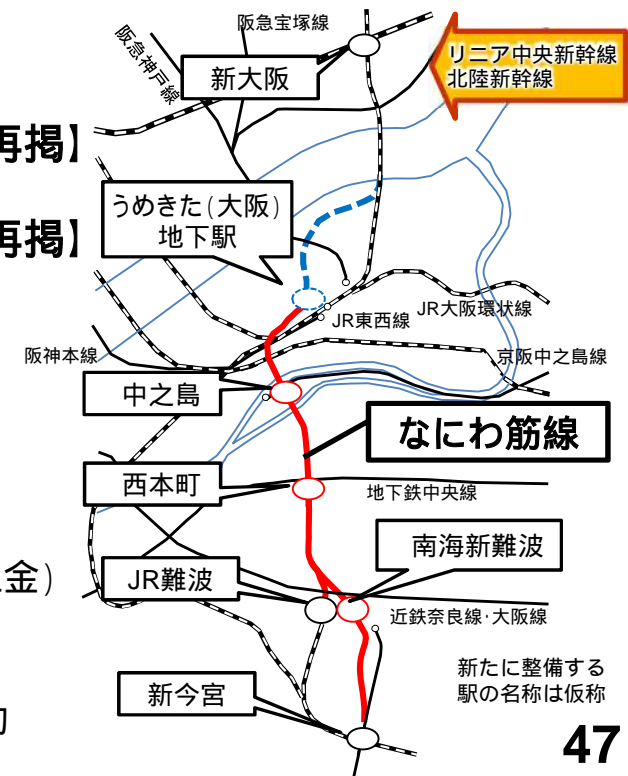 阪急宝塚線
阪急神戸線
新大阪
リニア中央新幹線
北陸新幹線
再掲】
うめきた(大阪)
地下駅
再掲】
JR大阪環状線
JR東西線
阪神本線
京阪中之島線
中之島
なにわ筋線
西本町
地下鉄中央線
南海新難波
金)
JR難波
近鉄奈良線・大阪線
新たに整備する
駅の名称は仮称
新今宮
47